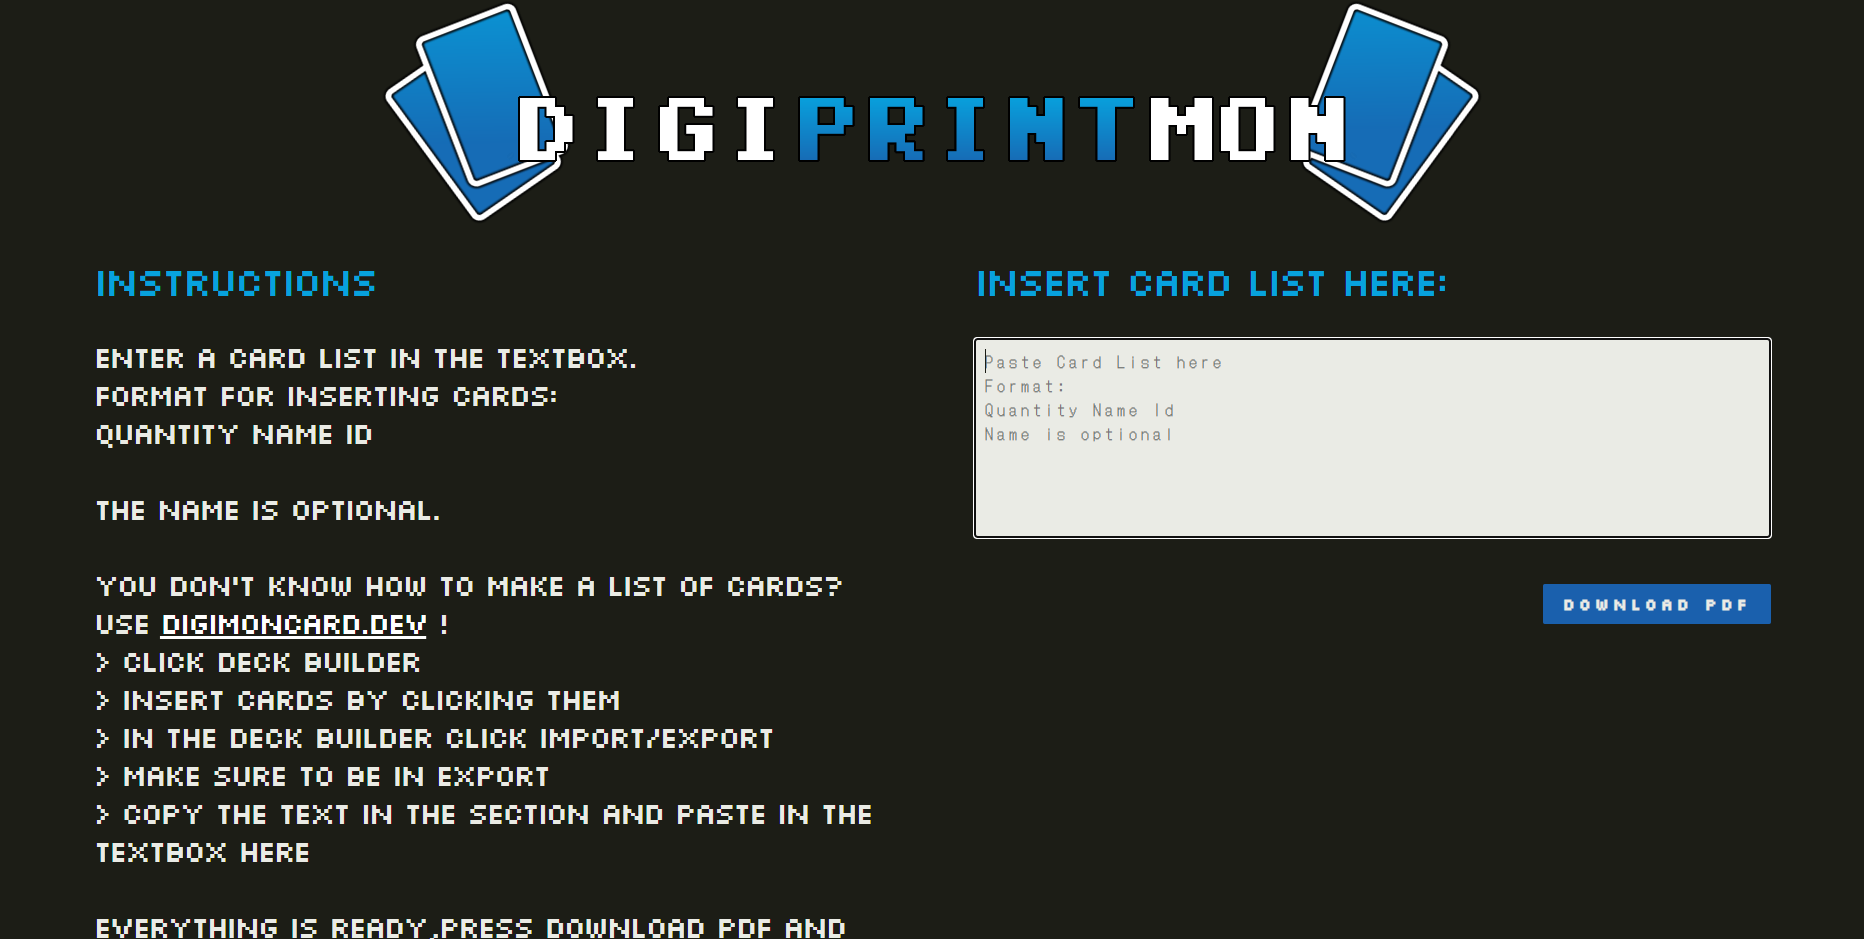 DIGIPRINTMON
INSTRUCTIONS
ENTER A CARD LIST IN THE TEXTBOX.
FORMAT FOR INSERTING CARDS:
QUANTITY NAME ID
THE NAME IS OPTIONAL.
YOU DON'T KNOW HOW TO MAKE A LIST OF CARDS?
USE DIGIMONCARD.DEV !
> CLICK DECK BUILDER
> INSERT CARDS BY CLICKING THEM
> IN THE DECK BUILDER CLICK IMPORT/EXPORT
> MAKE SURE TO BE IN EXPORT
> COPY THE TEXT IN THE SECTION AND PASTE IN THE
TEXTBOX HERE
EVERYTHING IS READY,PRESS DOWNLOAD PDF AND
INSERT CARD LIST HERE:
Paste Card List here
Format:
Quantity Name Id
Name is optional
DOWNLOAD PDF